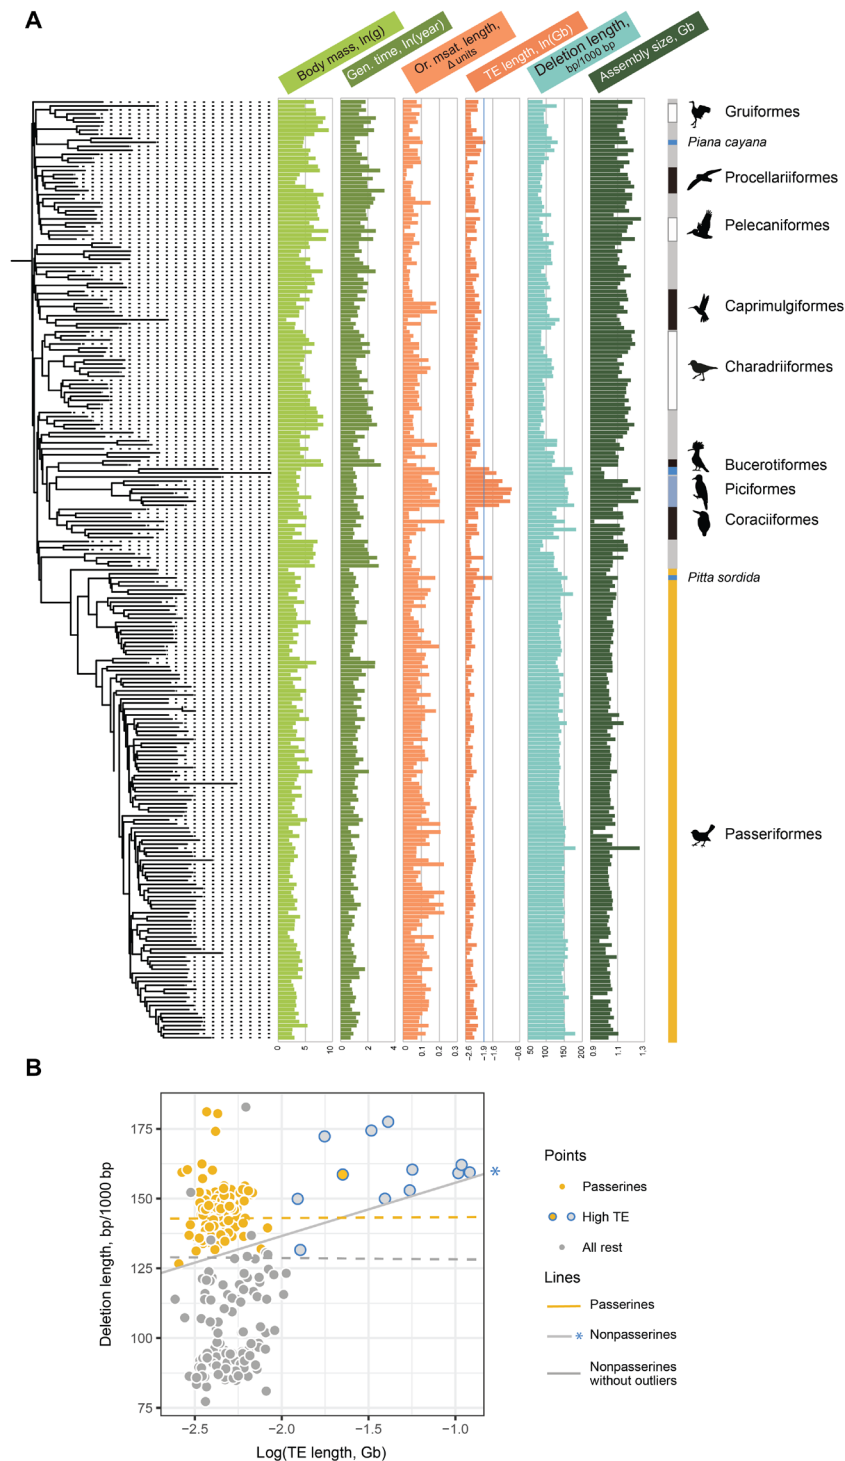 A
Body mass, ln(g)
Gen. time, ln(year)
Or. msat. length,
Δ units
TE length, ln(Gb)
Deletion length,
bp/1000 bp
Assembly size, Gb
Gruiformes
Piana cayana
Procellariiformes
Pelecaniformes
Caprimulgiformes
Charadriiformes
Bucerotiformes
Piciformes
Coraciiformes
Pitta sordida
Passeriformes
0 5 10 0 2 4 0 0.1 0.2 0.3 −2.6 −1.9 −1.6 −0.6 50 100 150 200 0.9 1.1 1.3
B
175
150
125
100
75
Deletion length, bp/1000 bp
−2.5 −2.0 −1.5 −1.0
Log(TE length, Gb)
*
Points
Passerines
High TE
All rest
Lines
Passerines
* Nonpasserines
Nonpasserines
without outliers